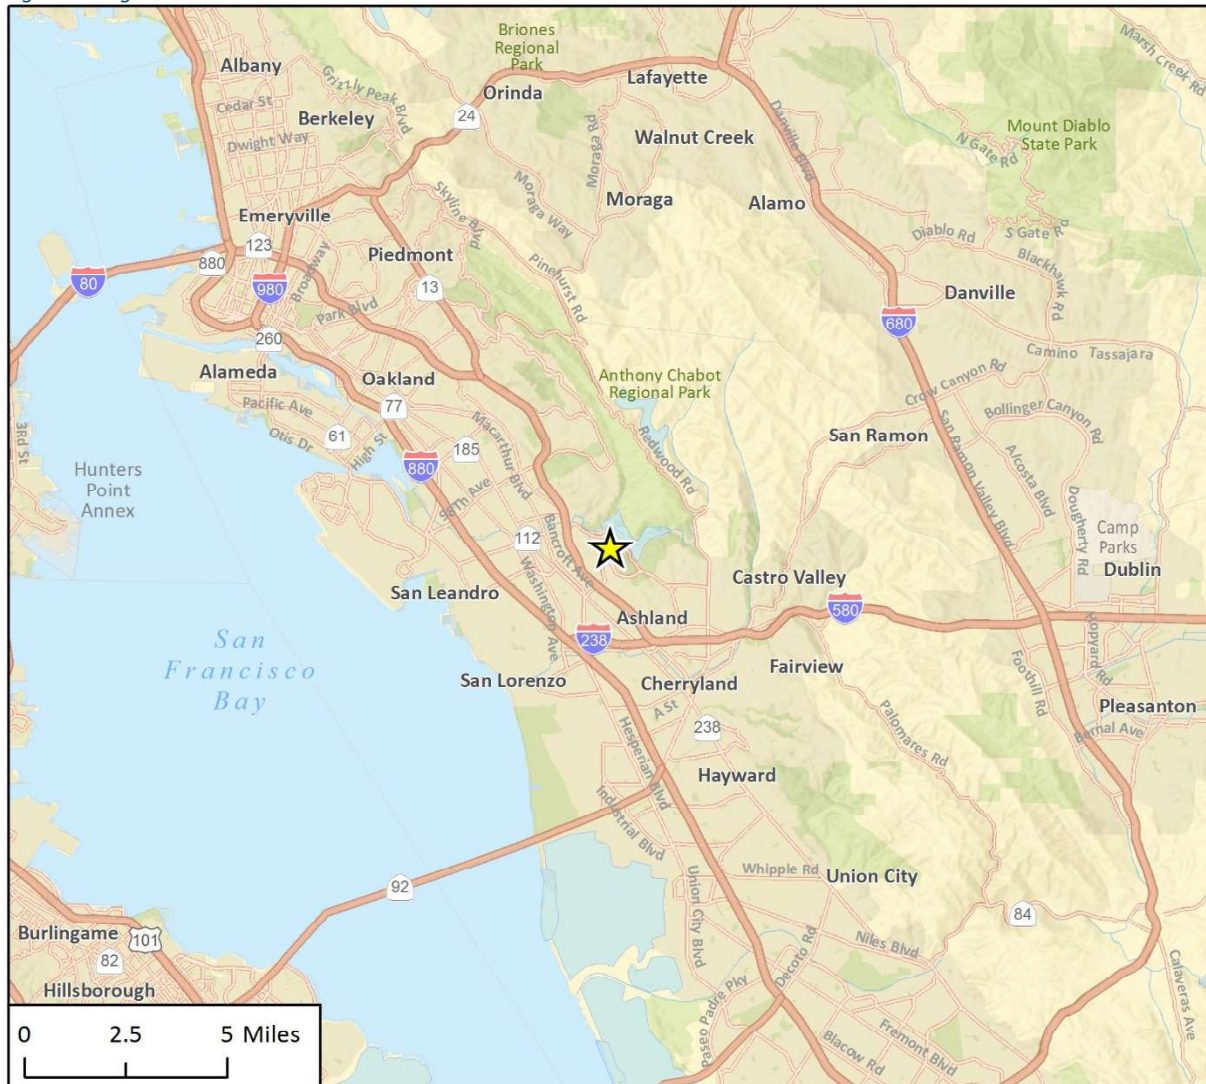 Briones
Regional
Park
Marsh Creek Rd
Albany
Grizzly Peak Blvd
Lafayette
Orinda
Cedar St
Berkeley
24
Dwight Way
Moraga Rd
Walnut Creek
Danville Blvd
N Gate Rd
Mount Diablo
State Park
Skyline Blvd
Moraga Way
Moraga
Alamo
Emeryville
123
880
Broadway
Piedmont
Diablo Rd
S Gate R
Blackhawk Rd
Pinehurst Rd
80
980
13
Danville
Park Blvd
260
680
Camino Tassajara
Alameda
Oakland
Anthony Chabot
Regional Park
Crow Canyon Rd
Pacific Ave
77
Otis Dr
61
High St
Macarthur Blvd
Redwood Rd
San Ramon
Bollinger Canyon Rd
3Rd St
185
880
San Ramon Valley Blvd
Alcosta Blvd
Hunters
Point
Annex
98Th Ave
Dougherty Rd
Camp
Parks
112
Bancroft Ave
Dublin
San Leandro
Washington Ave
Castro Valley
580
Ashland
238
Hopyard Rd
San
Francisco
Bay
San Lorenzo
Cherryland
Fairview
Foothill Rd
A St
238
Palomares Rd
Pleasanton
Bernal Ave
Hesperian Blvd
Hayward
Industrial Blvd
92
Whipple Rd
Union City
Union City Blvd
84
Burlingame
101
82
Niles Blvd
Decoto Rd
Calaveras Ave
Hillsborough
Paseo Padre Pky
Fremont Blvd
Blacow Rd
0 2.5 5 Miles